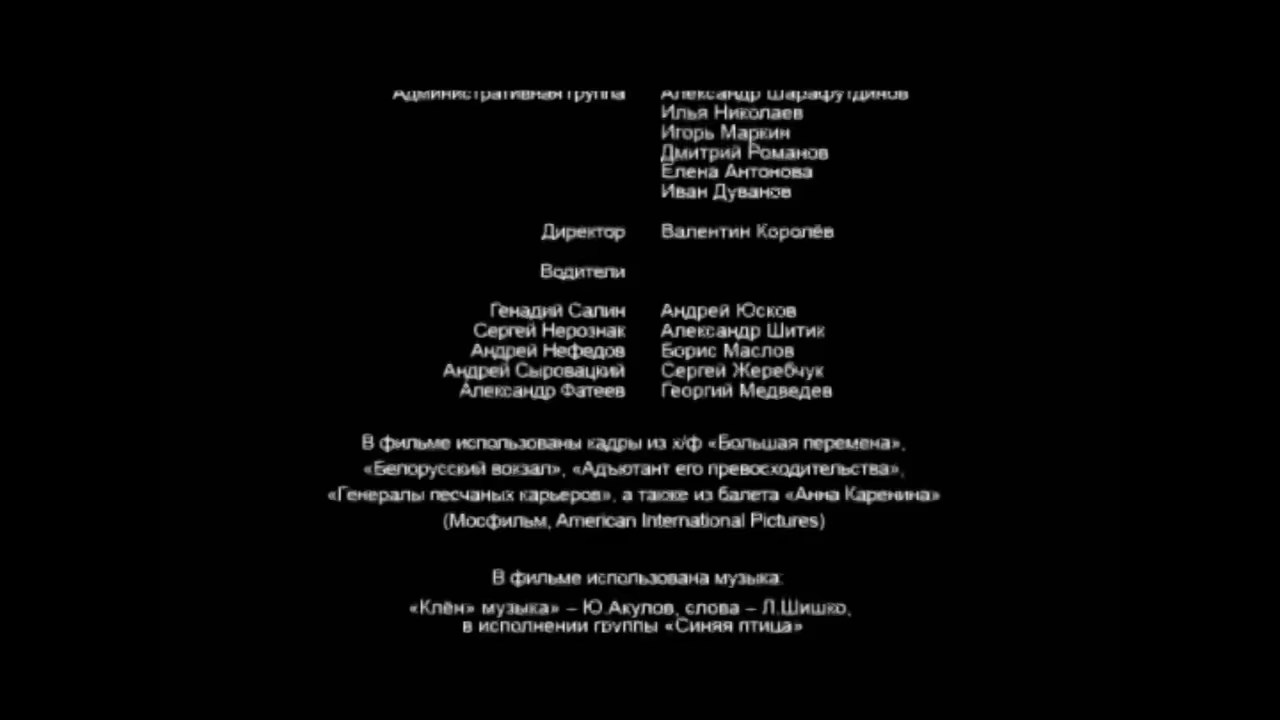 Административная группа Александр Шарафутдинов
Илья Николаев
Игорь Маркин
Дмитрий Романов
Елена Антонова
Иван Дуванов
Директор Валентин Королёв
Водители
Генадий Салин Андрей Юсков
Сергей Нерознак Александр Шитик
Андрей Нефедов Борис Маслов
Андрей Сыровацкий Сергей Жеребчук
Александр Фатеев Георгий Медведев
В фильме использованы кадры из х/ф «Большая перемена»,
«Белорусский вокзал», «Адъютант его превосходительства»,
«Генералы песчаных карьеров», а также из балета «Анна Каренина»
(Мосфильм, American International Pictures)
В фильме использована музыка:
«Клён» музыка» – Ю.Акулов, слова – Л.Шишко,
в исполнении группы «Синяя птица»